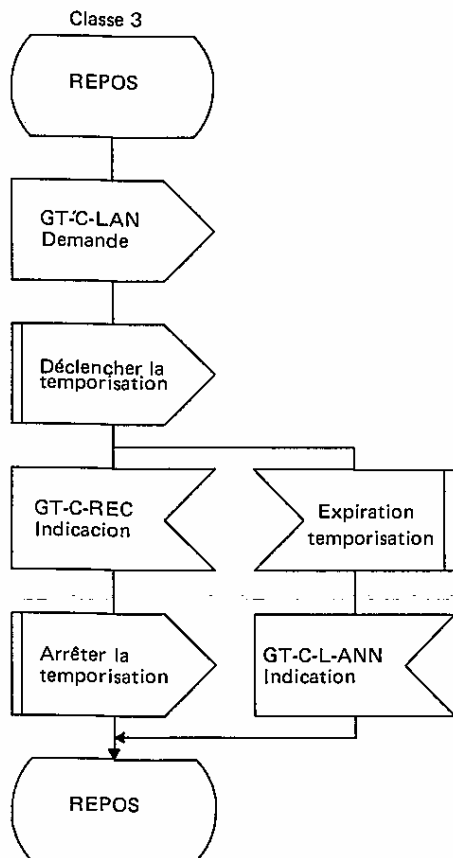 Classe 3
REPOS
GT-C-LAN
Demande
Déclencher la
temporisation
GT-C-REC
Indicacion
Expiration
temporisation
Arrêter la
temporisation
GT-C-L-ANN
Indication
REPOS